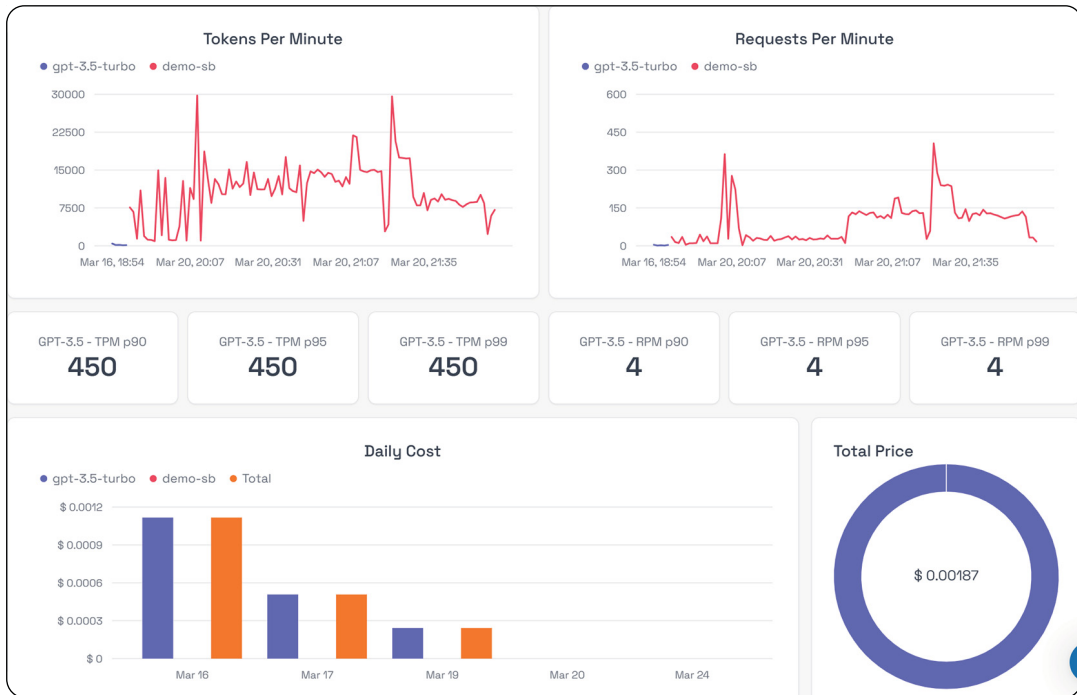 Tokens Per Minute
gpt-3.5-turbo demo-sb
30000
22500
15000
7500
0
Mar 16, 18:54 Mar 20, 20:07 Mar 20, 20:31 Mar 20, 21:07 Mar 20, 21:35
Requests Per Minute
gpt-3.5-turbo demo-sb
600
450
300
150
0
Mar 16, 18:54 Mar 20, 20:07 Mar 20, 20:31 Mar 20, 21:07 Mar 20, 21:35
GPT-3.5 - TPM p90
450
GPT-3.5 - TPM p95
450
GPT-3.5 - TPM p99
450
GPT-3.5 - RPM p90
4
GPT-3.5 - RPM p95
4
GPT-3.5 - RPM p99
4
Daily Cost
gpt-3.5-turbo demo-sb Total
$ 0.0012
$ 0.0009
$ 0.0006
$ 0.0003
$ 0
Mar 16 Mar 17 Mar 19 Mar 20 Mar 24
Total Price
$ 0.00187